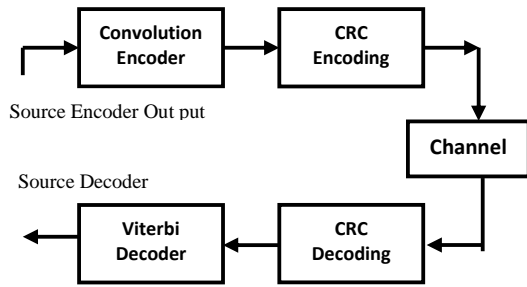 Convolution
Encoder
CRC
Encoding
Source Encoder Out put
Channel
Source Decoder
Viterbi
Decoder
CRC
Decoding